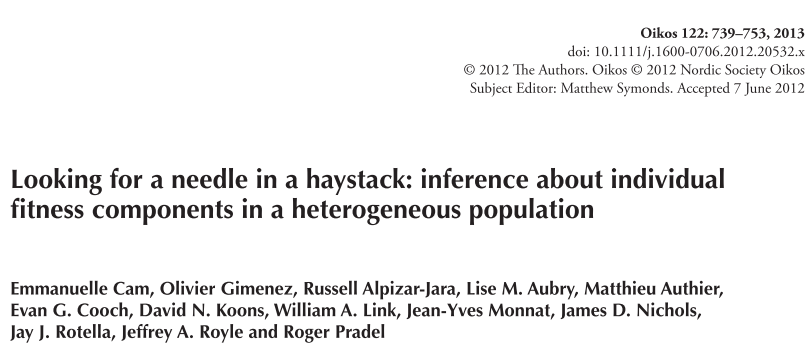 Oikos 122: 739–753, 2013
doi: 10.1111/j.1600-0706.2012.20532.x
© 2012 The Authors. Oikos © 2012 Nordic Society Oikos
Subject Editor: Matthew Symonds. Accepted 7 June 2012
Looking for a needle in a haystack: inference about individual
fitness components in a heterogeneous population
Emmanuelle Cam, Olivier Gimenez, Russell Alpizar-Jara, Lise M. Aubry, Matthieu Authier,
Evan G. Cooch, David N. Koons, William A. Link, Jean-Yves Monnat, James D. Nichols,
Jay J. Rotella, Jeffrey A. Royle and Roger Pradel